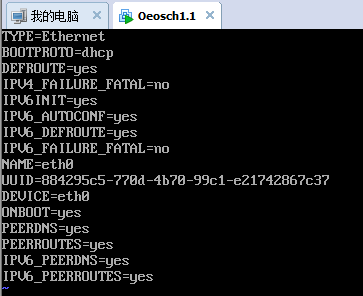 我的电脑
Oeosch1.1
TYPE=Ethernet
BOOTPROTO=dhcp
DEFROUTE=yes
IPV4_FAILURE_FATAL=no
IPV6INIT=yes
IPV6_AUTOCONF=yes
IPV6_DEFROUTE=yes
IPV6_FAILURE_FATAL=no
NAME=eth0
UUID=884295c5-770d-4b70-99c1-e21742867c37
DEVICE=eth0
ONBOOT=yes
PEERDNS=yes
PEERROUTES=yes
IPV6_PEERDNS=yes
IPV6_PEERROUTES=yes
~